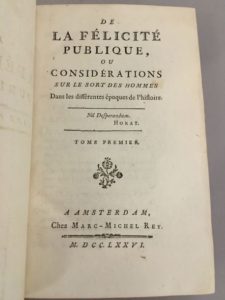 DE
LA FÉLICITÉ
PUBLIQUE,
OU
CONSIDÉRATIONS
SUR LE SORT DES HOMMES
Dans les différentes époques de l'histoire.
Nil Desperandum.
HORAT.
TOME PREMIER.
A AMSTERDAM,
Chez MARC-MICHEL REY.
M. DCC. LXXVI.